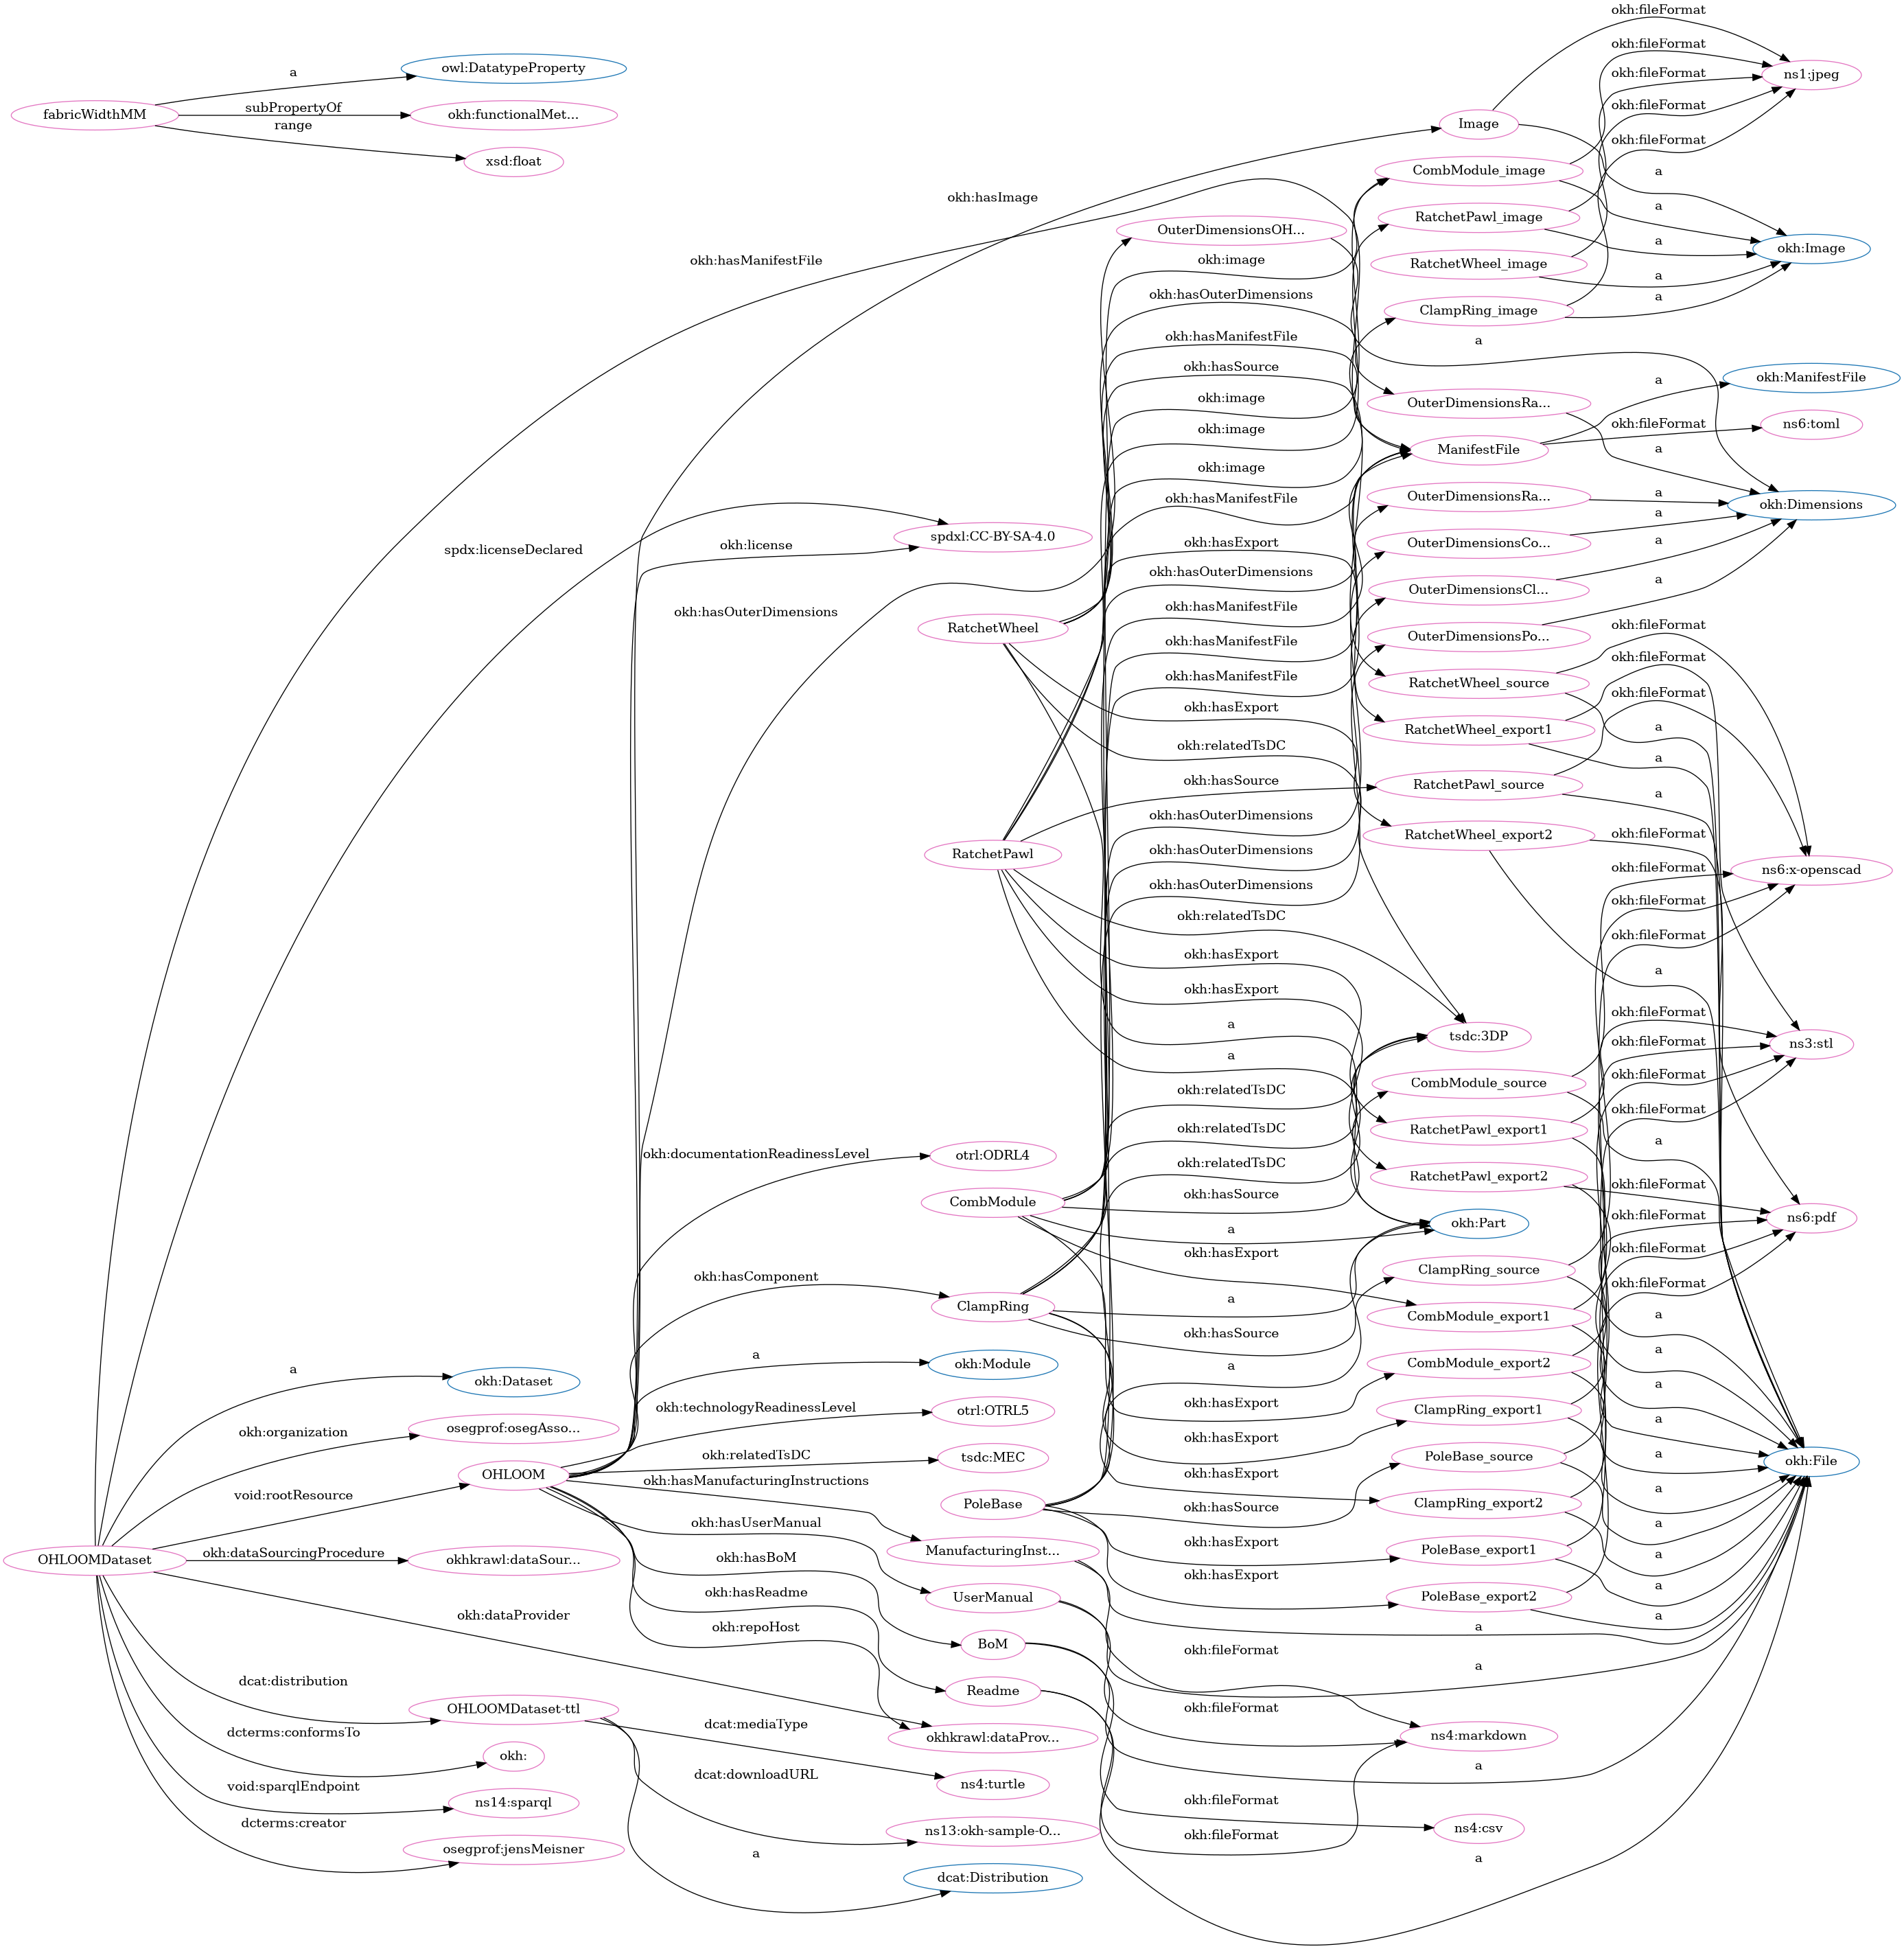 fabricWidthMM
a
owl:DatatypeProperty
subPropertyOf
okh:functionalMet...
range
xsd:float
OHLOOMDataset
okh:hasManifestFile
spdx:licenseDeclared
a
okh:Dataset
okh:organization
osegprof:osegAsso...
void:rootResource
OHLOOM
okh:dataSourcingProcedure
okhkrawl:dataSour...
okh:dataProvider
dcat:distribution
OHLOOMDataset-ttl
dcterms:conformsTo
okh:
void:sparqlEndpoint
ns14:sparql
dcterms:creator
osegprof:jensMeisner
okh:hasImage
okh:license
okh:hasOuterDimensions
okh:documentationReadinessLevel
okh:hasComponent
a
okh:technologyReadinessLevel
okh:relatedTsDC
okh:hasManufacturingInstructions
okh:hasUserManual
okh:hasBoM
okh:hasReadme
okh:repoHost
dcat:mediaType
dcat:downloadURL
a
spdxl:CC-BY-SA-4.0
RatchetWheel
RatchetPawl
otrl:ODRL4
CombModule
ClampRing
okh:Module
otrl:OTRL5
tsdc:MEC
PoleBase
ManufacturingInst...
UserManual
BoM
Readme
okhkrawl:dataProv...
ns4:turtle
ns13:okh-sample-O...
dcat:Distribution
OuterDimensionsOH...
okh:image
okh:hasOuterDimensions
okh:hasManifestFile
okh:hasSource
okh:image
okh:image
okh:image
okh:hasManifestFile
okh:hasExport
okh:hasOuterDimensions
okh:hasManifestFile
okh:hasManifestFile
okh:hasManifestFile
okh:hasExport
okh:relatedTsDC
okh:hasSource
okh:hasOuterDimensions
okh:hasOuterDimensions
okh:hasOuterDimensions
okh:relatedTsDC
okh:hasExport
okh:hasExport
a
a
okh:relatedTsDC
okh:relatedTsDC
okh:relatedTsDC
okh:hasSource
a
okh:hasExport
a
okh:hasSource
a
okh:hasExport
okh:hasExport
okh:hasExport
okh:hasSource
okh:hasExport
okh:hasExport
okh:fileFormat
okh:fileFormat
okh:fileFormat
okh:fileFormat
Image
CombModule_image
RatchetPawl_image
RatchetWheel_image
ClampRing_image
a
OuterDimensionsRa...
ManifestFile
OuterDimensionsRa...
OuterDimensionsCo...
OuterDimensionsCl...
OuterDimensionsPo...
RatchetWheel_source
RatchetWheel_export1
RatchetPawl_source
RatchetWheel_export2
tsdc:3DP
CombModule_source
RatchetPawl_export1
RatchetPawl_export2
okh:Part
ClampRing_source
CombModule_export1
CombModule_export2
ClampRing_export1
PoleBase_source
ClampRing_export2
PoleBase_export1
PoleBase_export2
a
a
ns4:markdown
a
ns4:csv
a
okh:fileFormat
okh:fileFormat
okh:fileFormat
okh:fileFormat
okh:fileFormat
a
a
a
a
a
a
okh:fileFormat
a
a
a
a
a
okh:fileFormat
okh:fileFormat
okh:fileFormat
a
a
a
okh:fileFormat
okh:fileFormat
okh:fileFormat
okh:fileFormat
a
okh:fileFormat
okh:fileFormat
okh:fileFormat
okh:fileFormat
a
okh:fileFormat
okh:fileFormat
okh:fileFormat
okh:fileFormat
a
a
a
a
a
a
a
a
a
ns1:jpeg
okh:Image
okh:ManifestFile
ns6:toml
okh:Dimensions
ns6:x-openscad
ns3:stl
ns6:pdf
okh:File